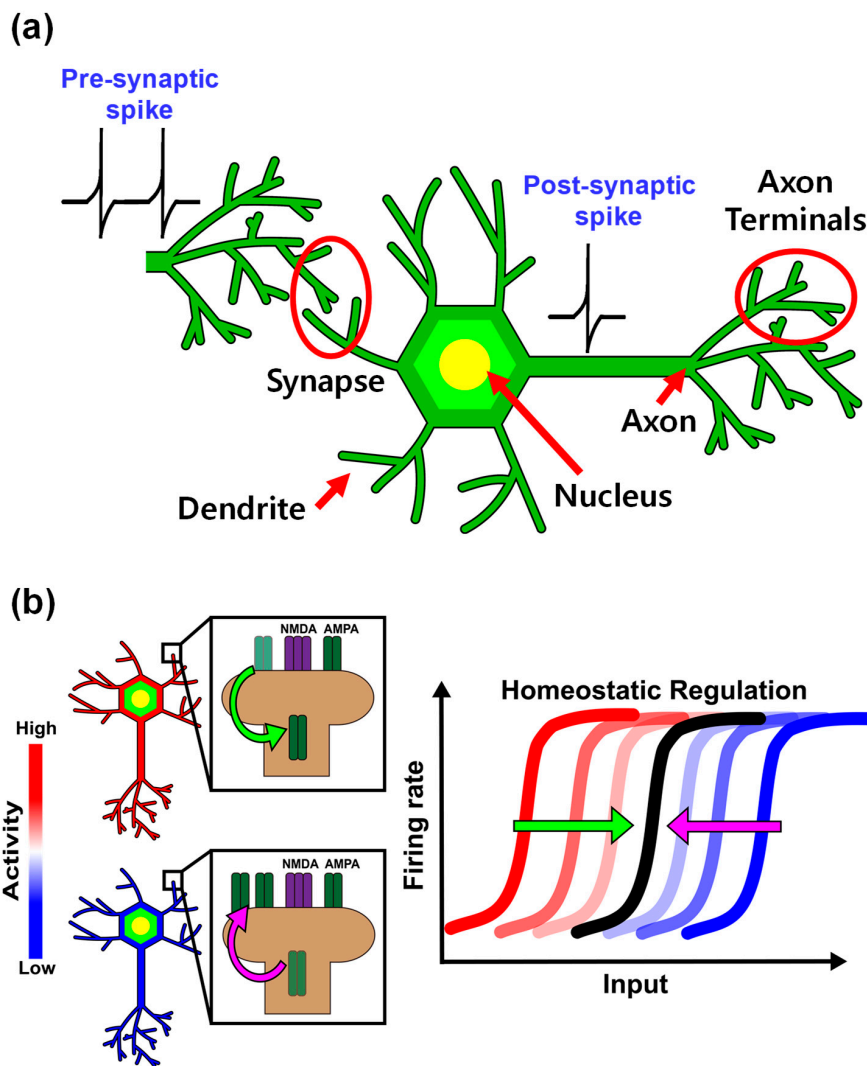 (a)
Pre-synaptic
spike
Post-synaptic
spike
Axon
Terminals
Synapse
Axon
Dendrite
Nucleus
(b)
High
Activity
Low
NMDA AMPA
NMDA AMPA
Homeostatic Regulation
Firing rate
Input